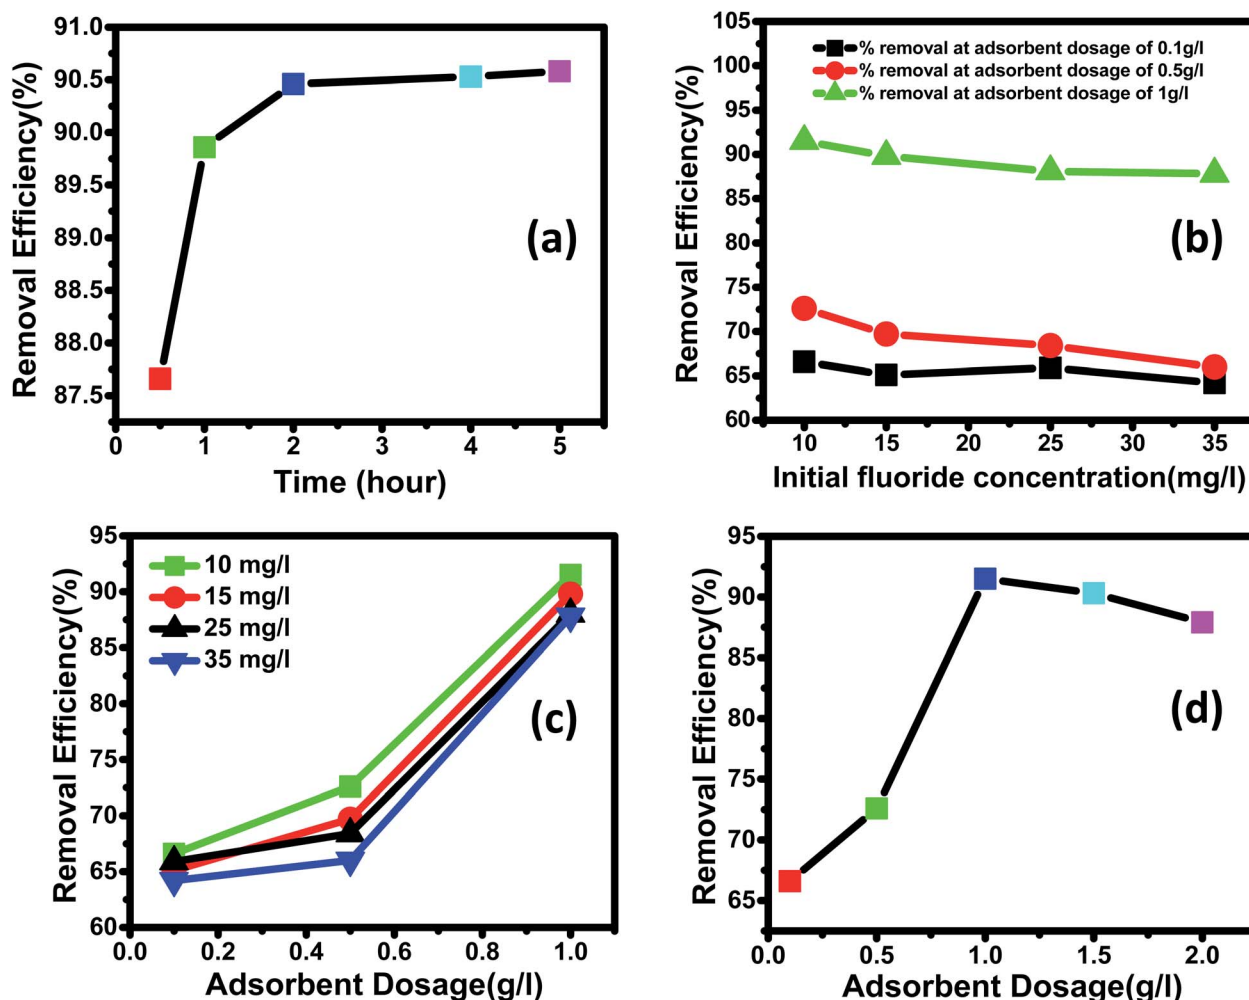 91.0
90.5
90.0
89.5
89.0
88.5
88.0
87.5
Removal Efficiency(%)
(a)
0 1 2 3 4 5
Time (hour)
105
100
95
90
85
80
75
70
65
60
Removal Efficiency(%)
% removal at adsorbent dosage of 0.1g/l
% removal at adsorbent dosage of 0.5g/l
% removal at adsorbent dosage of 1g/l
(b)
10 15 20 25 30 35
Initial fluoride concentration(mg/l)
95
90
85
80
75
70
65
60
Removal Efficiency(%)
10 mg/l
15 mg/l
25 mg/l
35 mg/l
(c)
0.0 0.2 0.4 0.6 0.8 1.0
Adsorbent Dosage(g/l)
95
90
85
80
75
70
65
Removal Efficiency(%)
(d)
0.0 0.5 1.0 1.5 2.0
Adsorbent Dosage(g/l)